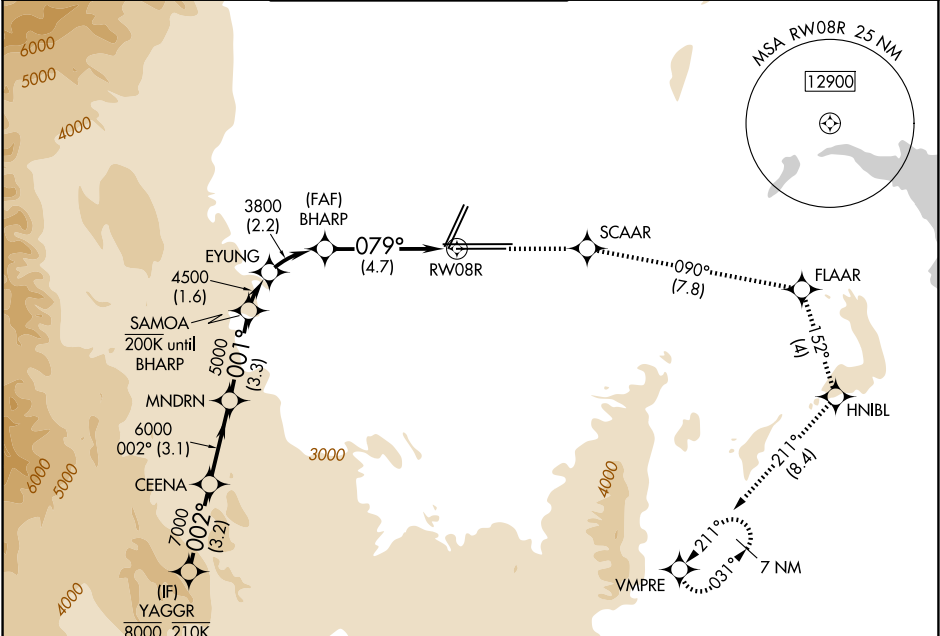 6000
5000
4000
MSA RW08R 25 NM
12900
3800
(2.2)
(FAF)
BHARP
EYUNG
079°
(4.7)
RW08R
SCAAR
090°
(7.8)
FLAAR
4500
(1.6)
SAMOA
200K until
BHARP
5000
001°
(3.3)
152°
(4)
MNDRN
HNIBL
6000
002° (3.1)
3000
211°
(8.4)
6000
5000
4000
CEENA
7000
002°
(3.2)
211°
031°
7 NM
VMPRE
4000
(IF)
YAGGR
8000 210K